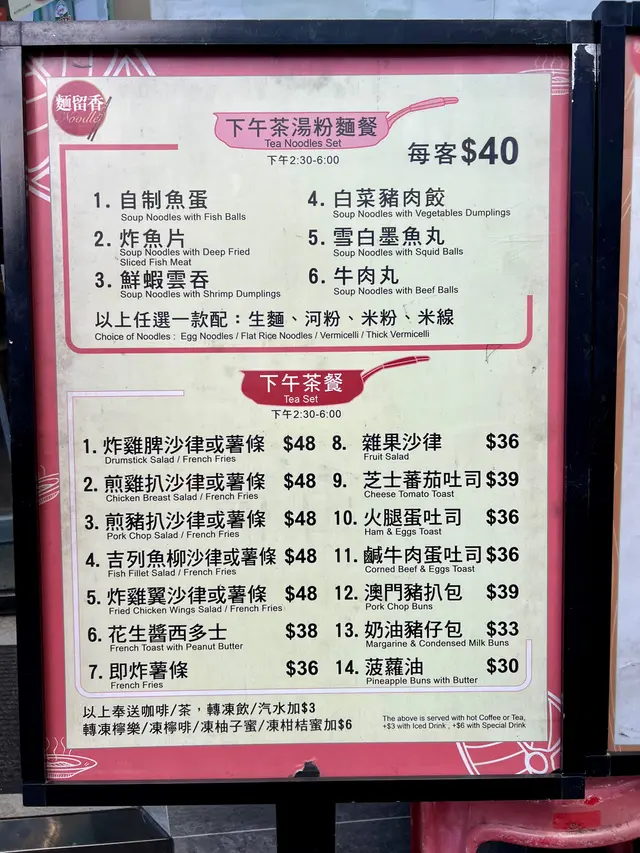 麵留香
Noodle
下午茶湯粉麵餐
Tea Noodles Set
下午2:30-6:00
每客$40
1. 自制魚蛋
Soup Noodles with Fish Balls
2. 炸魚片
Soup Noodles with Deep Fried
Sliced Fish Meat
3. 鮮蝦雲吞
Soup Noodles with Shrimp Dumplings
4. 白菜豬肉餃
Soup Noodles with Vegetables Dumplings
5. 雪白墨魚丸
Soup Noodles with Squid Balls
6. 牛肉丸
Soup Noodles with Beef Balls
以上任選一款配：生麵、河粉、米粉、米線
Choice of Noodles : Egg Noodles / Flat Rice Noodles / Vermicelli / Thick Vermicelli
下午茶餐
Tea Set
下午2:30-6:00
1. 炸雞脾沙律或薯條 $48
Drumstick Salad / French Fries
2. 煎雞扒沙律或薯條 $48
Chicken Breast Salad / French Fries
3. 煎豬扒沙律或薯條 $48
Pork Chop Salad / French Fries
4. 吉列魚柳沙律或薯條 $48
Fish Fillet Salad / French Fries
5. 炸雞翼沙律或薯條 $48
Fried Chicken Wings Salad / French Fries
6. 花生醬西多士 $38
French Toast with Peanut Butter
7. 即炸薯條 $36
French Fries
8. 雜果沙律 $36
Fruit Salad
9. 芝士蕃茄吐司 $39
Cheese Tomato Toast
10. 火腿蛋吐司 $36
Ham & Eggs Toast
11. 鹹牛肉蛋吐司 $36
Corned Beef & Eggs Toast
12. 澳門豬扒包 $39
Pork Chop Buns
13. 奶油豬仔包 $33
Margarine & Condensed Milk Buns
14. 菠蘿油 $30
Pineapple Buns with Butter
以上奉送咖啡/茶，轉凍飲/汽水加$3
轉凍檸樂/凍檸啡/凍柚子蜜/凍柑桔蜜加$6
The above is served with hot Coffee or Tea,
+$3 with Iced Drink , +$6 with Special Drink